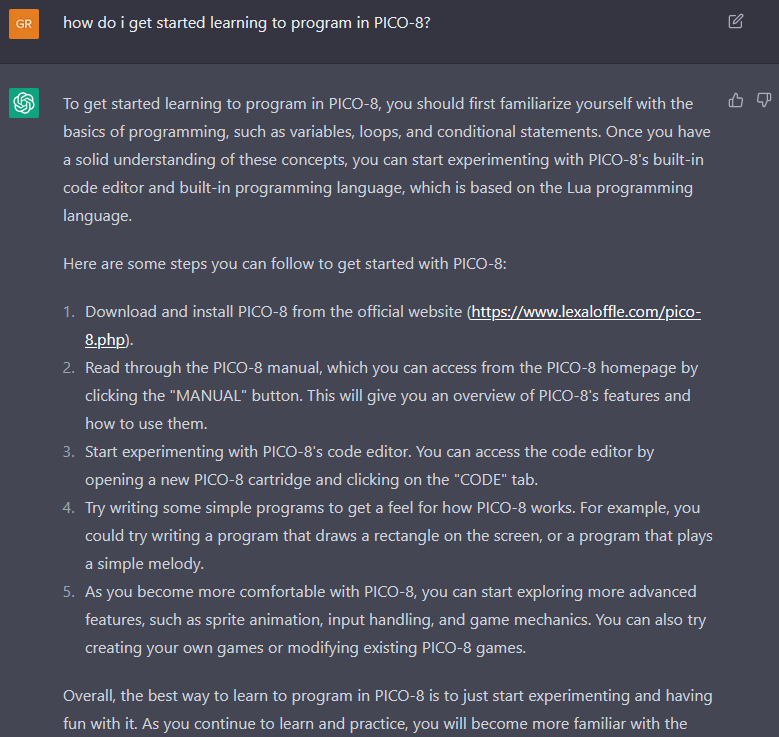 GR
how do i get started learning to program in PICO-8?
To get started learning to program in PICO-8, you should first familiarize yourself with the
basics of programming, such as variables, loops, and conditional statements. Once you have
a solid understanding of these concepts, you can start experimenting with PICO-8's built-in
code editor and built-in programming language, which is based on the Lua programming
language.
Here are some steps you can follow to get started with PICO-8:
1. Download and install PICO-8 from the official website (https://www.lexaloffle.com/pico-
8.php).
2. Read through the PICO-8 manual, which you can access from the PICO-8 homepage by
clicking the "MANUAL" button. This will give you an overview of PICO-8's features and
how to use them.
3. Start experimenting with PICO-8's code editor. You can access the code editor by
opening a new PICO-8 cartridge and clicking on the "CODE" tab.
4. Try writing some simple programs to get a feel for how PICO-8 works. For example, you
could try writing a program that draws a rectangle on the screen, or a program that plays
a simple melody.
5. As you become more comfortable with PICO-8, you can start exploring more advanced
features, such as sprite animation, input handling, and game mechanics. You can also try
creating your own games or modifying existing PICO-8 games.
Overall, the best way to learn to program in PICO-8 is to just start experimenting and having
fun with it. As you continue to learn and practice, you will become more familiar with the